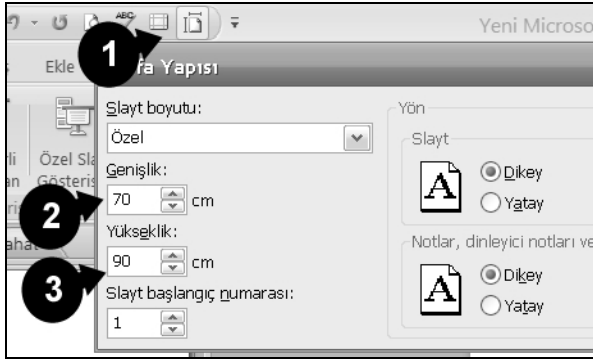 ABC
Yeni Microso
1
Ekle
fa Yapısı
Slayt boyutu:
Yön
Özel
Slayt
Özel Sla
Gösteris
Genişlik:
A
Dikey
Yatay
2
70 cm
Yükseklik:
Notlar, dinleyici notları ve
3
90 cm
A
Dikey
Yatay
Slayt başlangıç numarası:
1